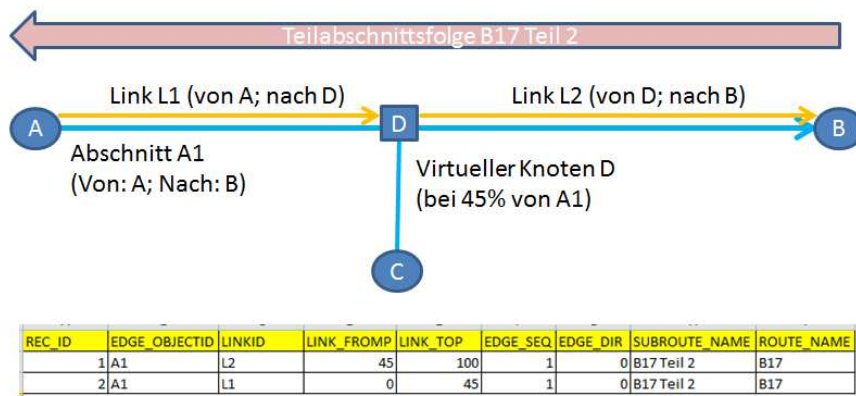 Teilabschnittsfolge B17 Teil 2
Link L1 (von A; nach D)
Link L2 (von D; nach B)
A
D
B
Abschnitt A1
(Von: A; Nach: B)
Virtueller Knoten D
(bei 45% von A1)
C
REC_ID EDGE_OBJECTID LINKID LINK_FROMP LINK_TOP EDGE_SEQ EDGE_DIR SUBROUTE_NAME ROUTE_NAME
1 A1 L2 45 100 1 0 B17 Teil 2 B17
2 A1 L1 0 45 1 0 B17 Teil 2 B17